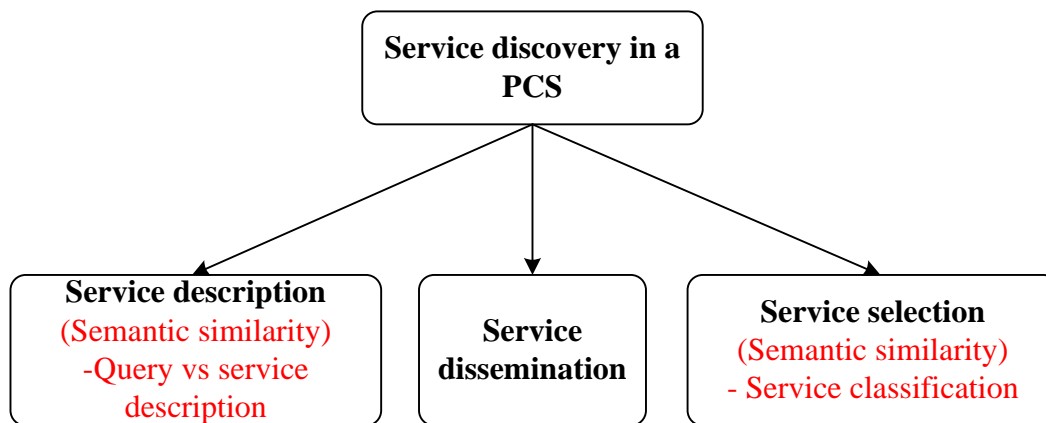 Service discovery in a
PCS
Service description
(Semantic similarity)
-Query vs service
description
Service
dissemination
Service selection
(Semantic similarity)
- Service classification